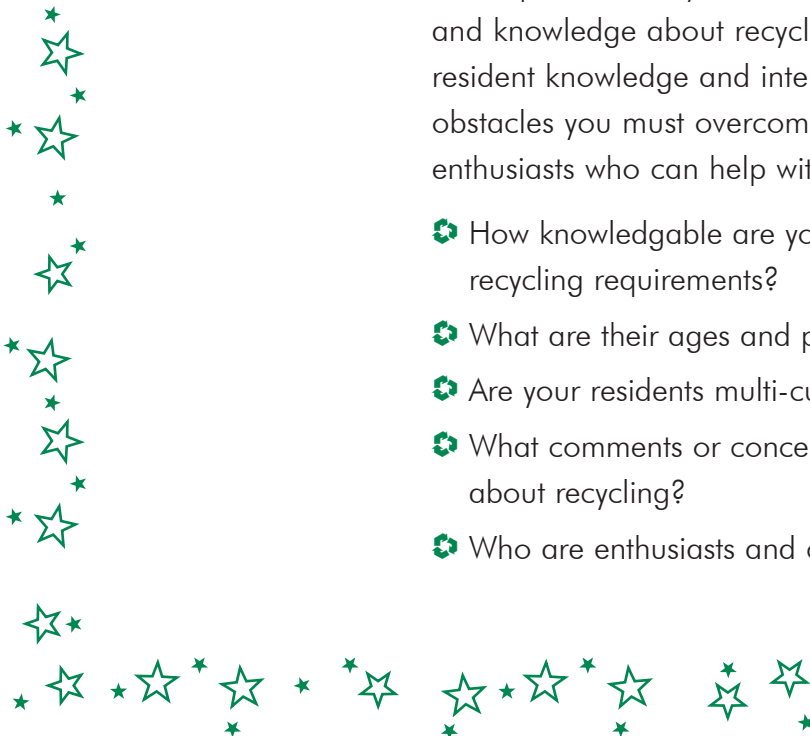 and knowledge about recycl
resident knowledge and inte
obstacles you must overcom
enthusiasts who can help wit
How knowledgable are yo
recycling requirements?
What are their ages and p
Are your residents multi-cu
What comments or conce
about recycling?
Who are enthusiasts and